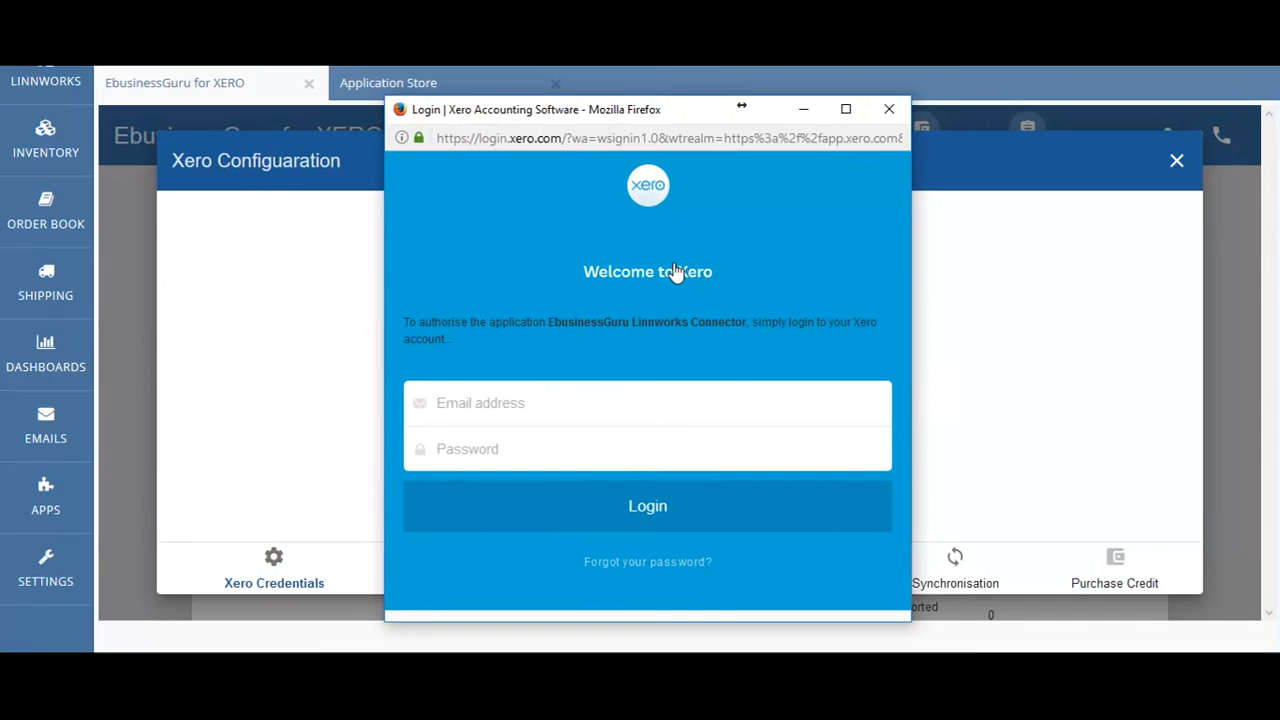 LINNWORKS
INVENTORY
ORDER BOOK
SHIPPING
DASHBOARDS
EMAILS
APPS
SETTINGS
EbusinessGuru for XERO
Application Store
Xero Configuaration
Login | Xero Accounting Software - Mozilla Firefox
https://login.xero.com/?wa=wsignin1.0&wtrealm=https%3a%2f%2fapp.xero.com&
xero
Welcome to Xero
To authorise the application EbusinessGuru Linnworks Connector, simply login to your Xero
account..
Email address
Password
Login
Forgot your password?
Xero Credentials
Synchronisation
Purchase Credit
orted
0